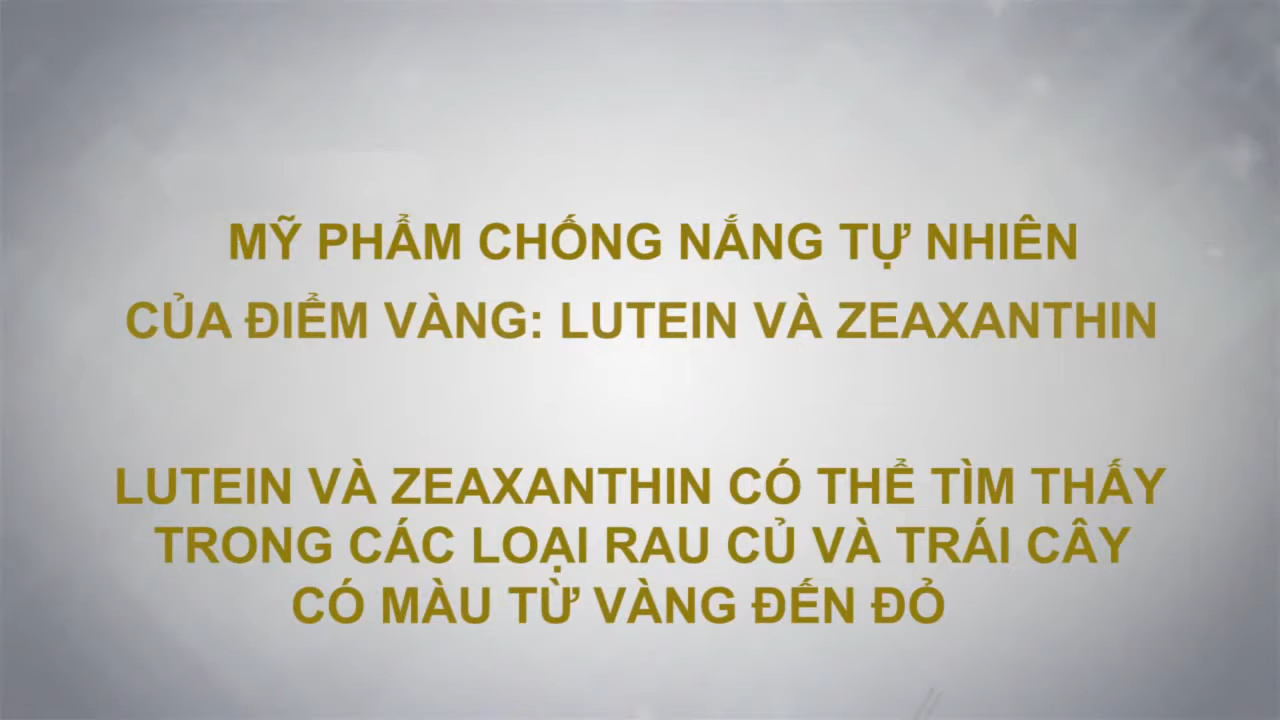 MỸ PHẨM CHỐNG NẮNG TỰ NHIÊN
CỦA ĐIỂM VÀNG: LUTEIN VÀ ZEAXANTHIN
LUTEIN VÀ ZEAXANTHIN CÓ THỂ TÌM THẤY
TRONG CÁC LOẠI RAU CỦ VÀ TRÁI CÂY
CÓ MÀU TỪ VÀNG ĐẾN ĐỎ